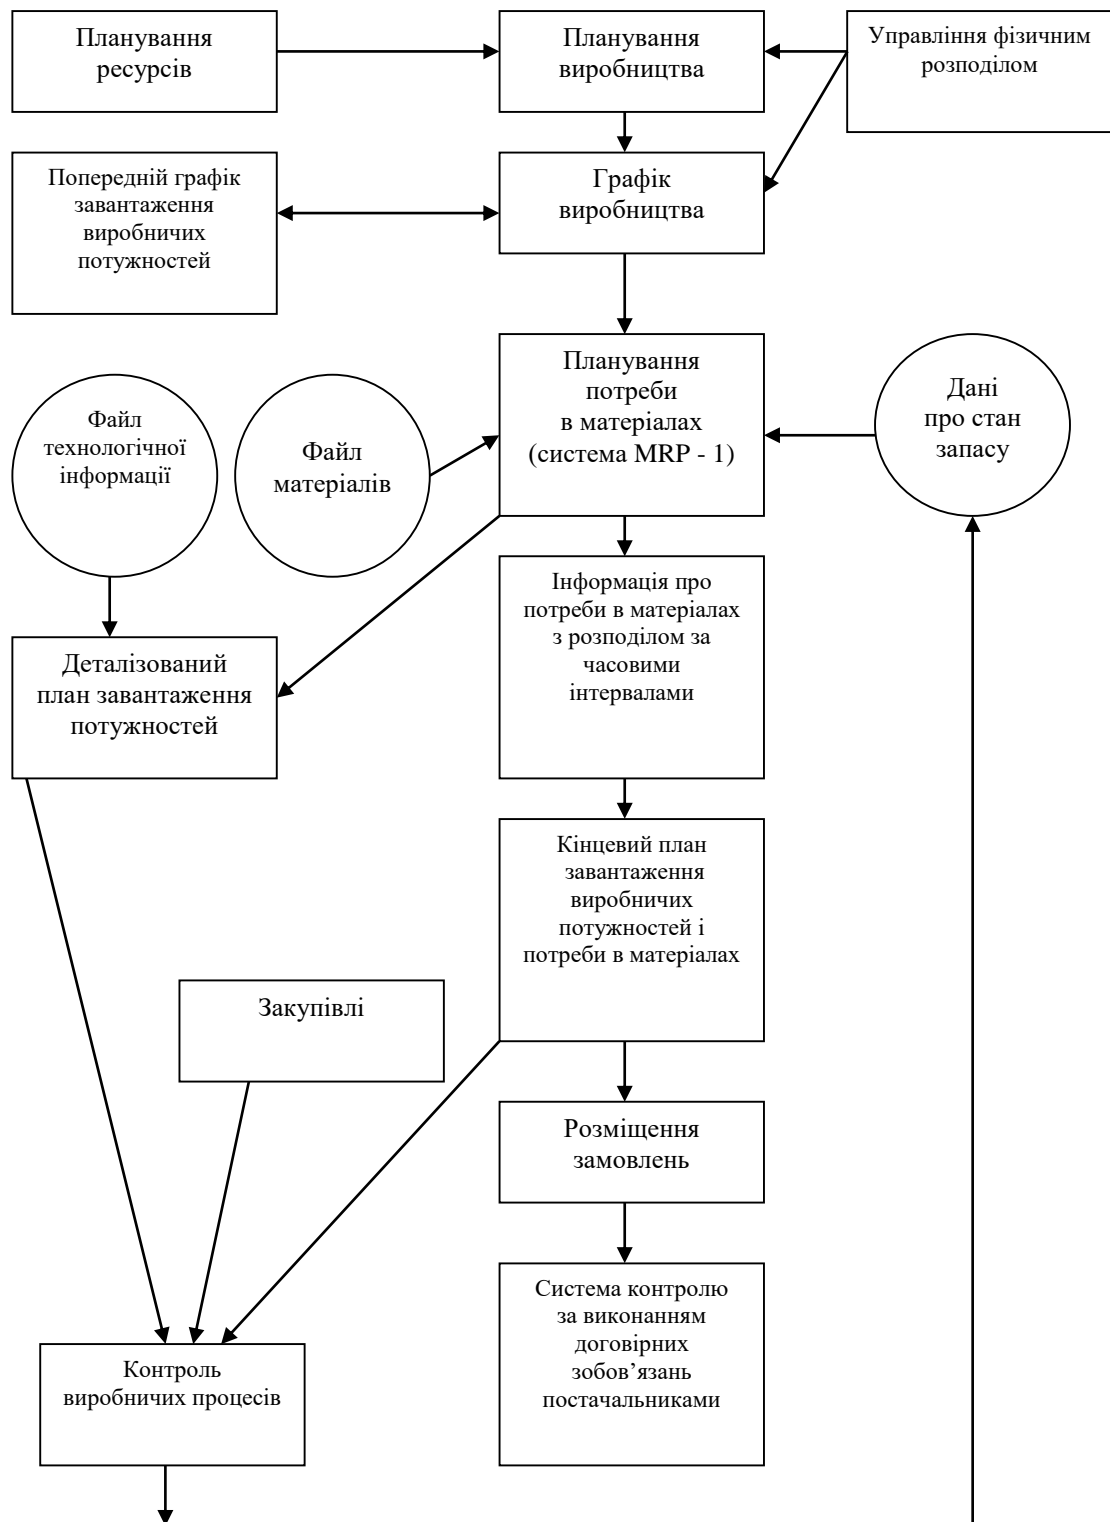 Планування
ресурсів
Планування
виробництва
Управління фізичним
розподілом
Попередній графік
завантаження
виробничих
потужностей
Графік
виробництва
Файл
технологічної
інформації
Файл
матеріалів
Планування
потреби
в матеріалах
(система MRP - 1)
Дані
про стан
запасу
Інформація про
потреби в матеріалах
з розподілом за
часовими
інтервалами
Деталізований
план завантаження
потужностей
Кінцевий план
завантаження
виробничих
потужностей і
потреби в матеріалах
Закупівлі
Розміщення
замовлень
Система контролю
за виконанням
договірних
зобов’язань
постачальниками
Контроль
виробничих процесів